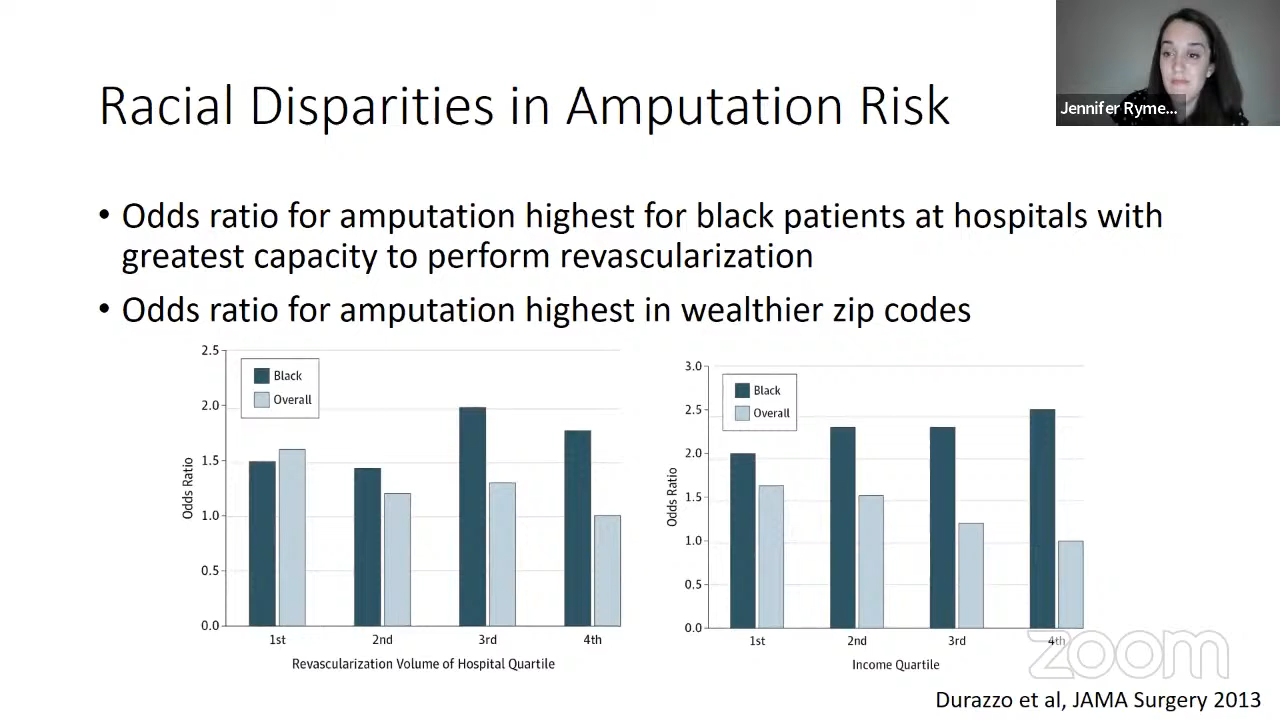 Racial Disparities in Amputation Risk
Jennifer Ryme...
• Odds ratio for amputation highest for black patients at hospitals with
greatest capacity to perform revascularization
• Odds ratio for amputation highest in wealthier zip codes
2.5
2.0
1.5
1.0
0.5
0.0
Odds Ratio
Black
Overall
1st 2nd 3rd 4th
Revascularization Volume of Hospital Quartile
3.0
2.5
2.0
1.5
1.0
0.5
0.0
Odds Ratio
Black
Overall
1st 2nd 3rd 4th
Income Quartile
zoom
Durazzo et al, JAMA Surgery 2013